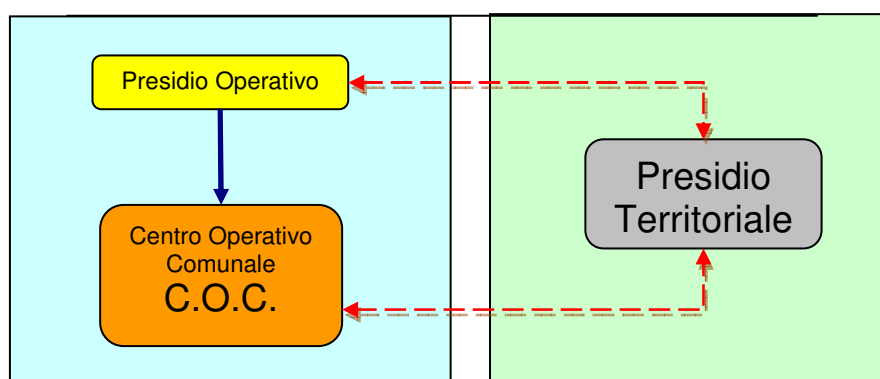 Presidio Operativo
Centro Operativo
Comunale
C.O.C.
Presidio
Territoriale